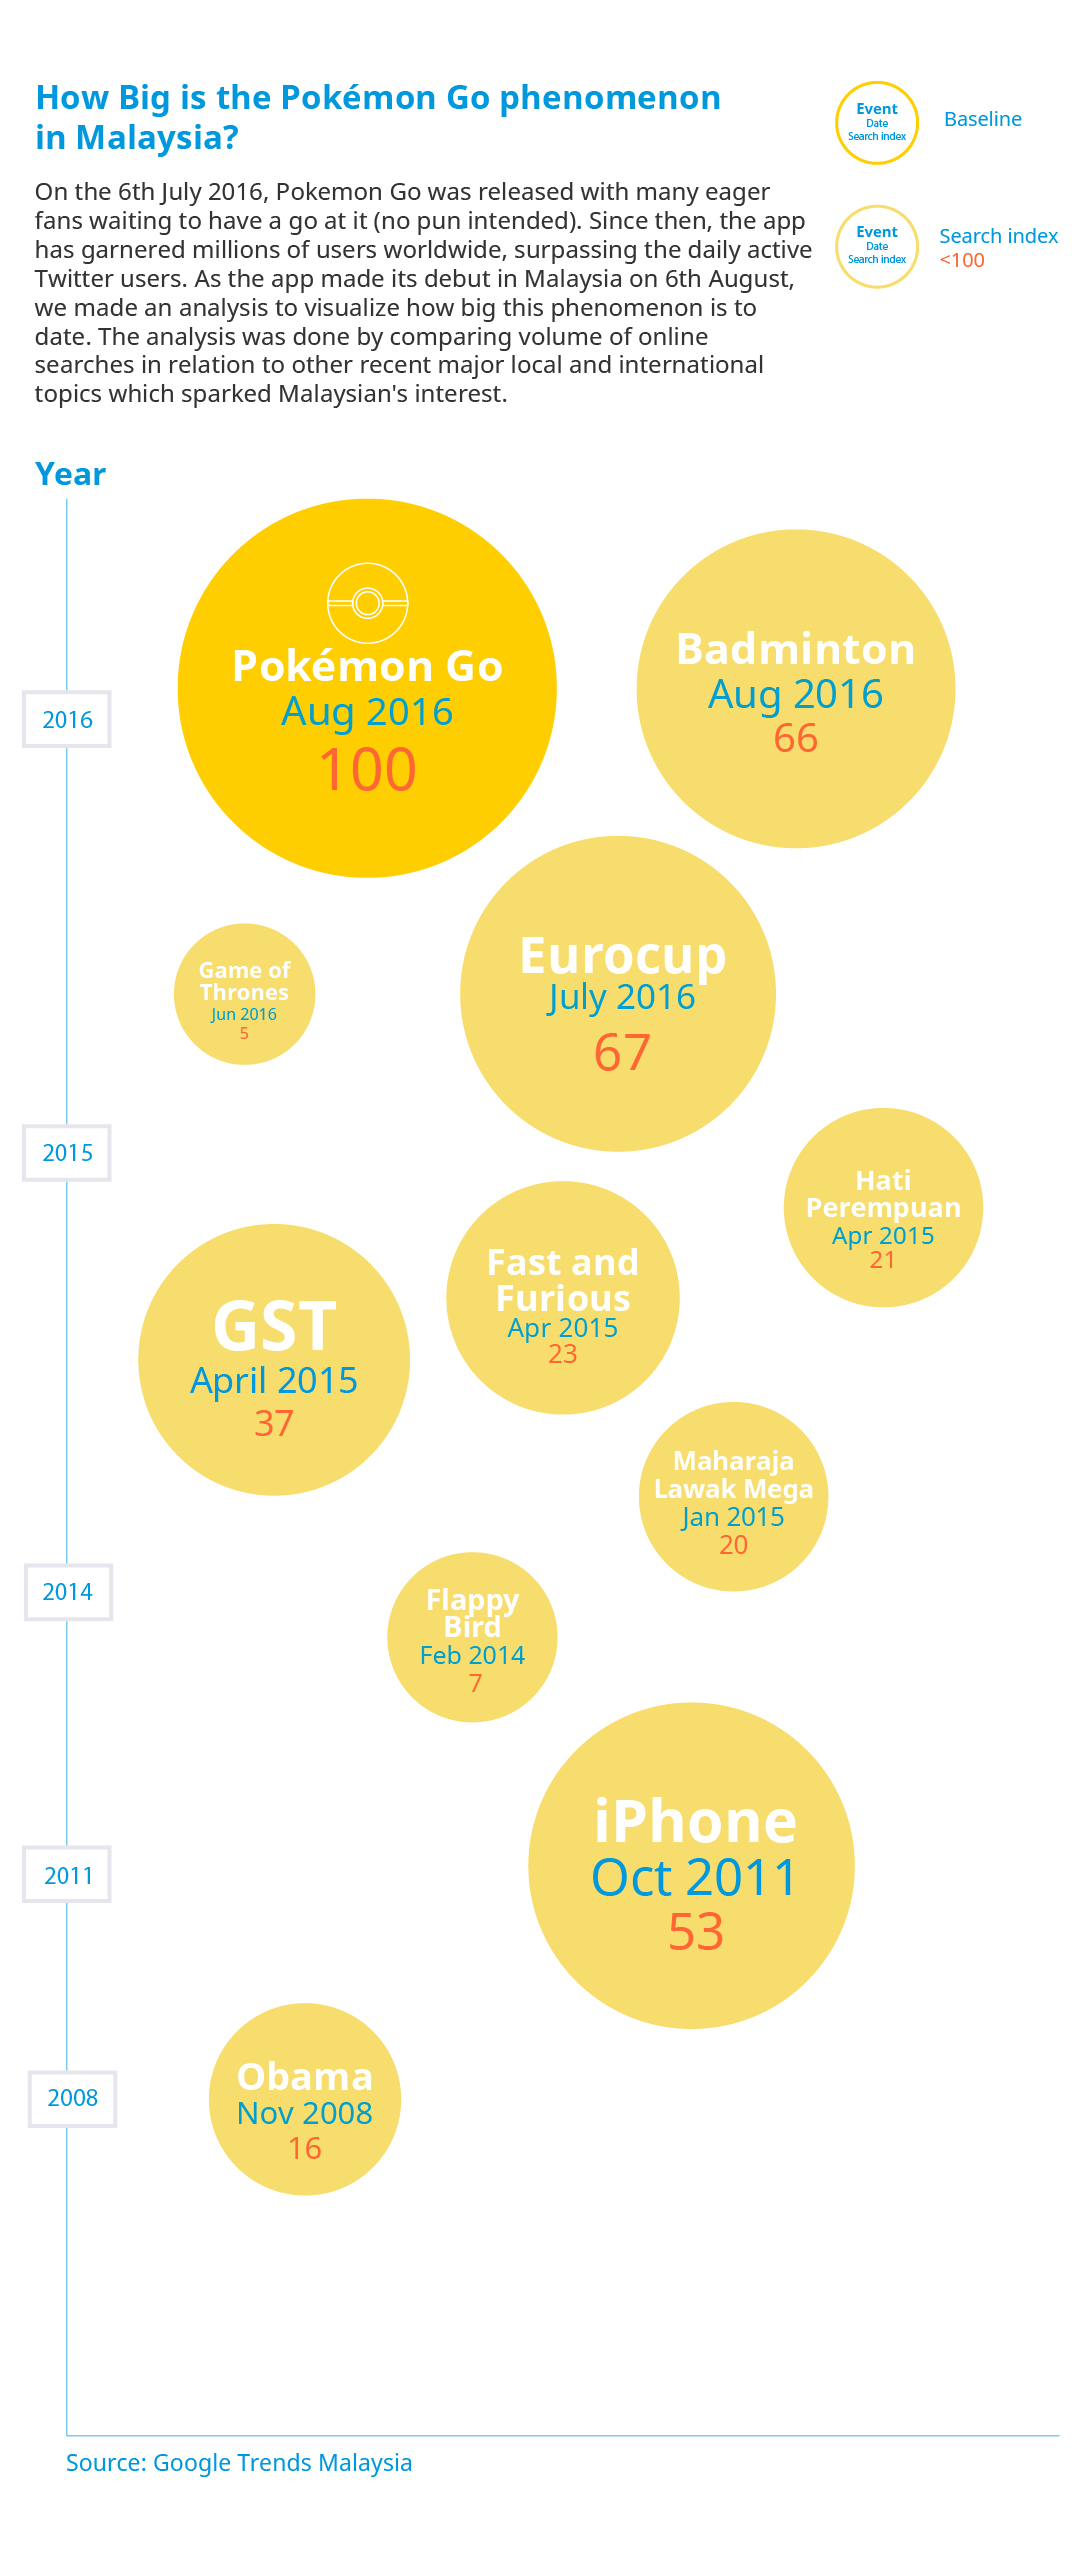 How Big is the Pokémon Go phenomenon
in Malaysia?
On the 6th July 2016, Pokemon Go was released with many eager
fans waiting to have a go at it (no pun intended). Since then, the app
has garnered millions of users worldwide, surpassing the daily active
Twitter users. As the app made its debut in Malaysia on 6th August,
we made an analysis to visualize how big this phenomenon is to
date. The analysis was done by comparing volume of online
searches in relation to other recent major local and international
topics which sparked Malaysian's interest.
Event
Date
Search index
Baseline
Event
Date
Search index
Search index
<100
Year
2016
Pokémon Go
Aug 2016
100
Badminton
Aug 2016
66
Eurocup
July 2016
67
Game of
Thrones
Jun 2016
5
2015
Hati
Perempuan
Apr 2015
21
Fast and
Furious
Apr 2015
23
GST
April 2015
37
Maharaja
Lawak Mega
Jan 2015
20
2014
Flappy
Bird
Feb 2014
7
2011
iPhone
Oct 2011
53
2008
Obama
Nov 2008
16
Source: Google Trends Malaysia